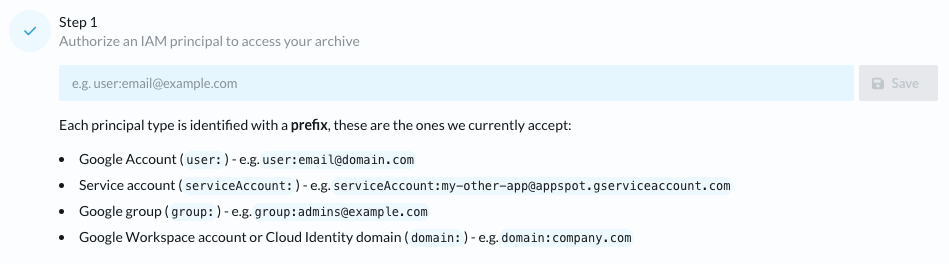 Step 1
Authorize an IAM principal to access your archive
e.g. user:email@example.com
Save
Each principal type is identified with a prefix, these are the ones we currently accept:
• Google Account (user:) - e.g. user:email@domain.com
• Service account (serviceAccount:) - e.g. serviceAccount:my-other-app@appspot.gserviceaccount.com
• Google group (group:) - e.g. group:admins@example.com
• Google Workspace account or Cloud Identity domain (domain:) - e.g. domain:company.com